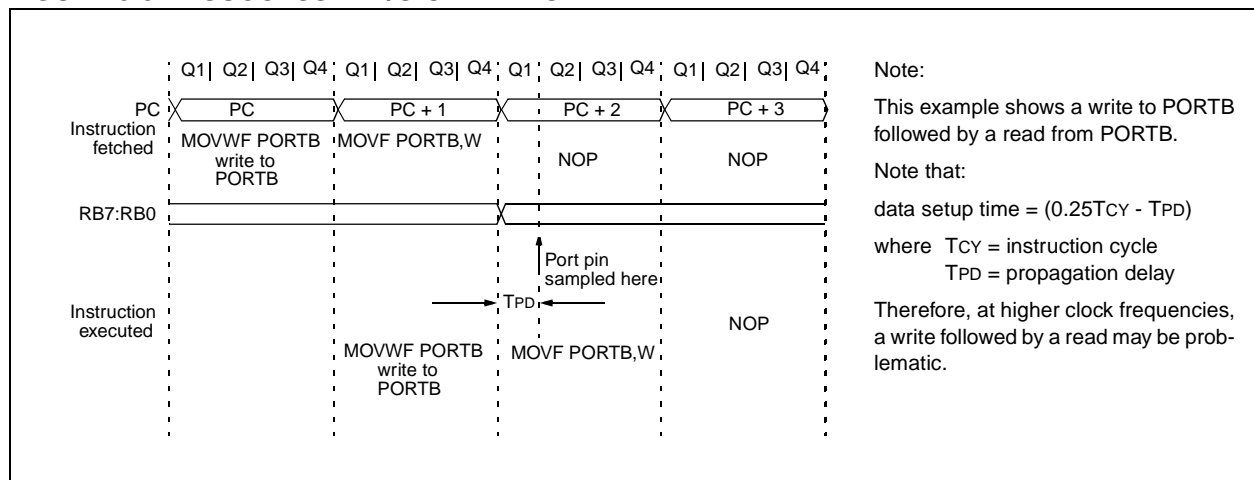 Q1| Q2| Q3| Q4 Q1| Q2| Q3| Q4 Q1| Q2| Q3| Q4 Q1| Q2| Q3| Q4
PC PC PC + 1 PC + 2 PC + 3
Instruction
fetched
MOVWF PORTB
write to
PORTB
MOVF PORTB,W
NOP
NOP
RB7:RB0
Port pin
sampled here
TPD
Instruction
executed
MOVWF PORTB
write to
PORTB
MOVF PORTB,W
NOP
Note:
This example shows a write to PORTB
followed by a read from PORTB.
Note that:
data setup time = (0.25TCY - TPD)
where TCY = instruction cycle
TPD = propagation delay
Therefore, at higher clock frequencies,
a write followed by a read may be prob-
lematic.